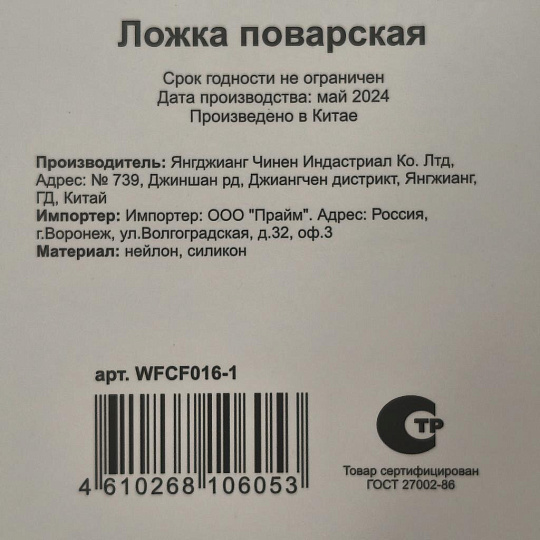 Ложка поварская
Срок годности не ограничен
Дата производства: май 2024
Произведено в Китае
Производитель: Янгджианг Чинен Индастриал Ко. Лтд,
Адрес: № 739, Джиншан рд, Джиангчен дистрикт, Янгжианг,
ГД, Китай
Импортер: Импортер: ООО "Прайм". Адрес: Россия,
г.Воронеж, ул.Волгоградская, д.32, оф.3
Материал: нейлон, силикон
арт. WFCF016-1
4 610268 106053
ТР
Товар сертифицирован
ГОСТ 27002-86